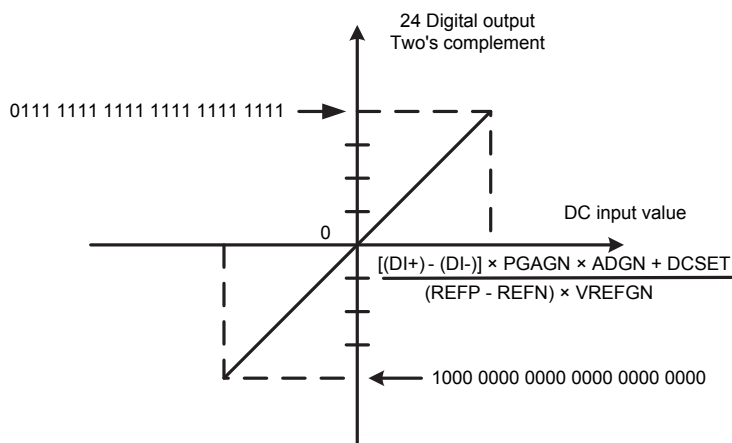 24 Digital output
Two's complement
0111 1111 1111 1111 1111 1111
0
DC input value
[(DI+) - (DI-)] × PGAGN × ADGN + DCSET
(REFP - REFN) × VREFGN
1000 0000 0000 0000 0000 0000